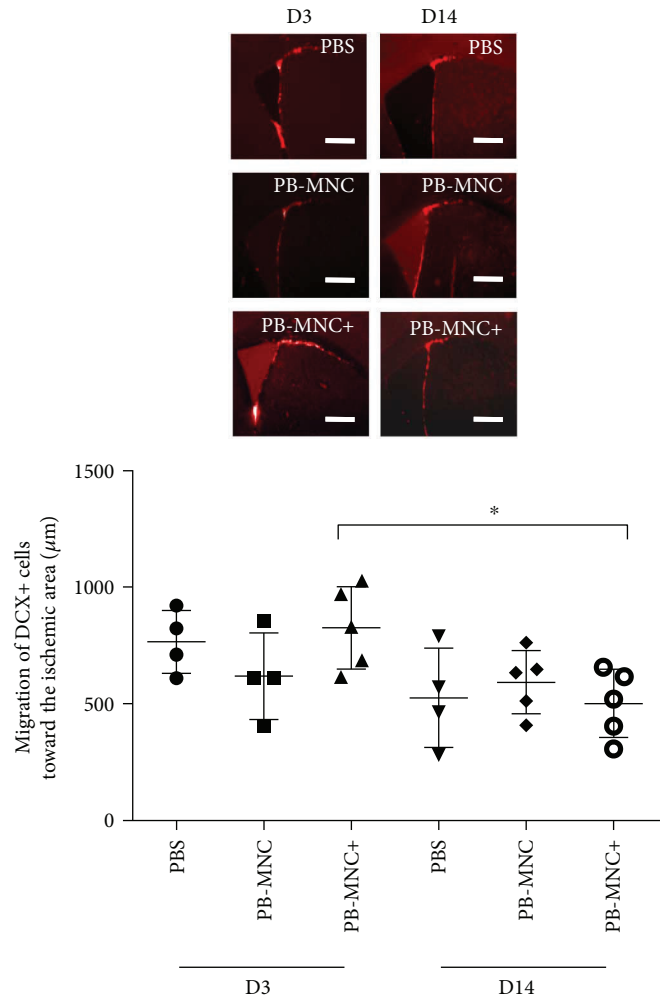 D3 D14
PBS PBS
PB-MNC PB-MNC
PB-MNC+ PB-MNC+
Migration of DCX+ cells
toward the ischemic area (μm)
1500
1000
500
0
*
PBS PB-MNC PB-MNC+ PBS PB-MNC PB-MNC+
D3 D14